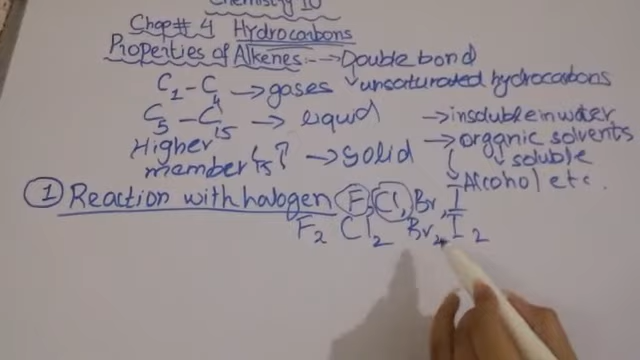 Chemistry 10
Chap# 4 Hydrocarbons
Properties of Alkenes:- → Double bond
C1-C4 → gases → unsaturated hydrocarbons
C5-C15 → liquid → insoluble in water
Higher → organic solvents
member → solid → soluble
→ Alcohol etc.
① Reaction with halogen F, Cl, Br, I
F2 Cl2 Br2 I2